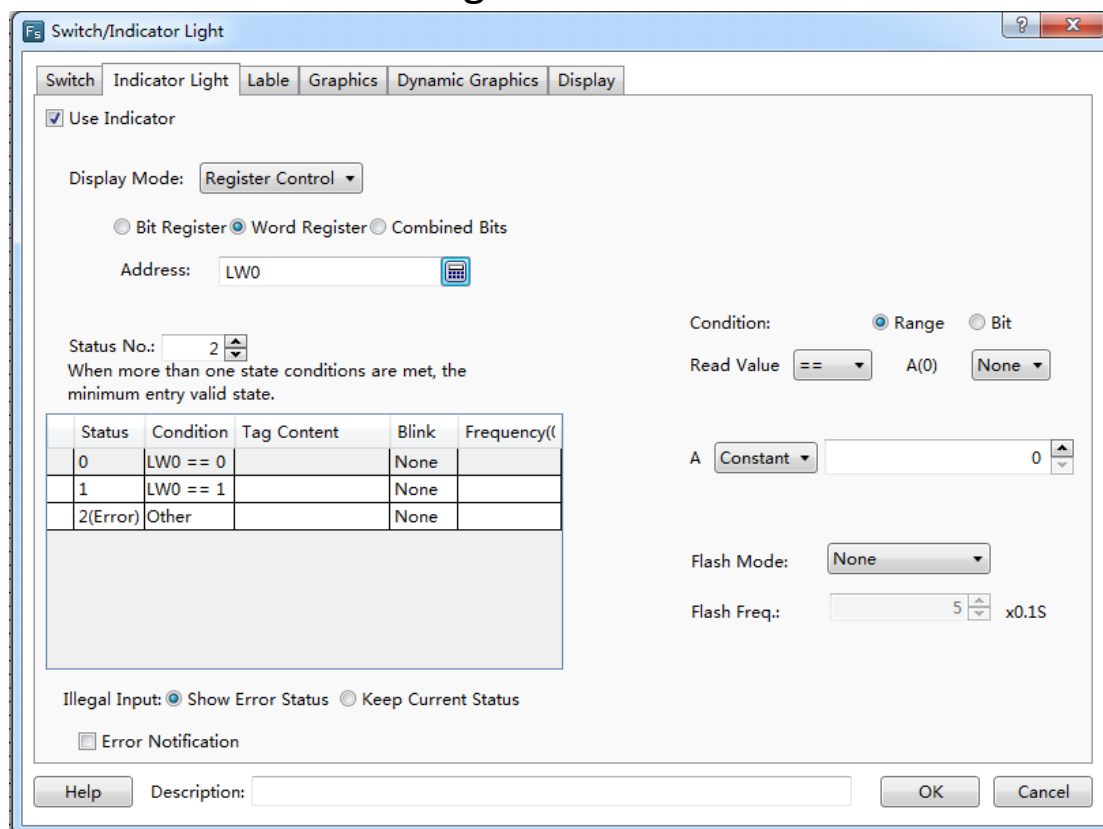 Fs Switch/Indicator Light ? X
Switch Indicator Light Lable Graphics Dynamic Graphics Display
Use Indicator
Display Mode: Register Control
Bit Register Word Register Combined Bits
Address: LW0
Condition: Range Bit
Status No.: 2
Read Value == A(0) None
When more than one state conditions are met, the
minimum entry valid state.
Status Condition Tag Content Blink Frequency((
0 LW0 == 0 None
A Constant 0
1 LW0 == 1 None
2(Error) Other None
Flash Mode: None
Flash Freq.: 5 x0.1S
Illegal Input: Show Error Status Keep Current Status
Error Notification
Help Description: OK Cancel